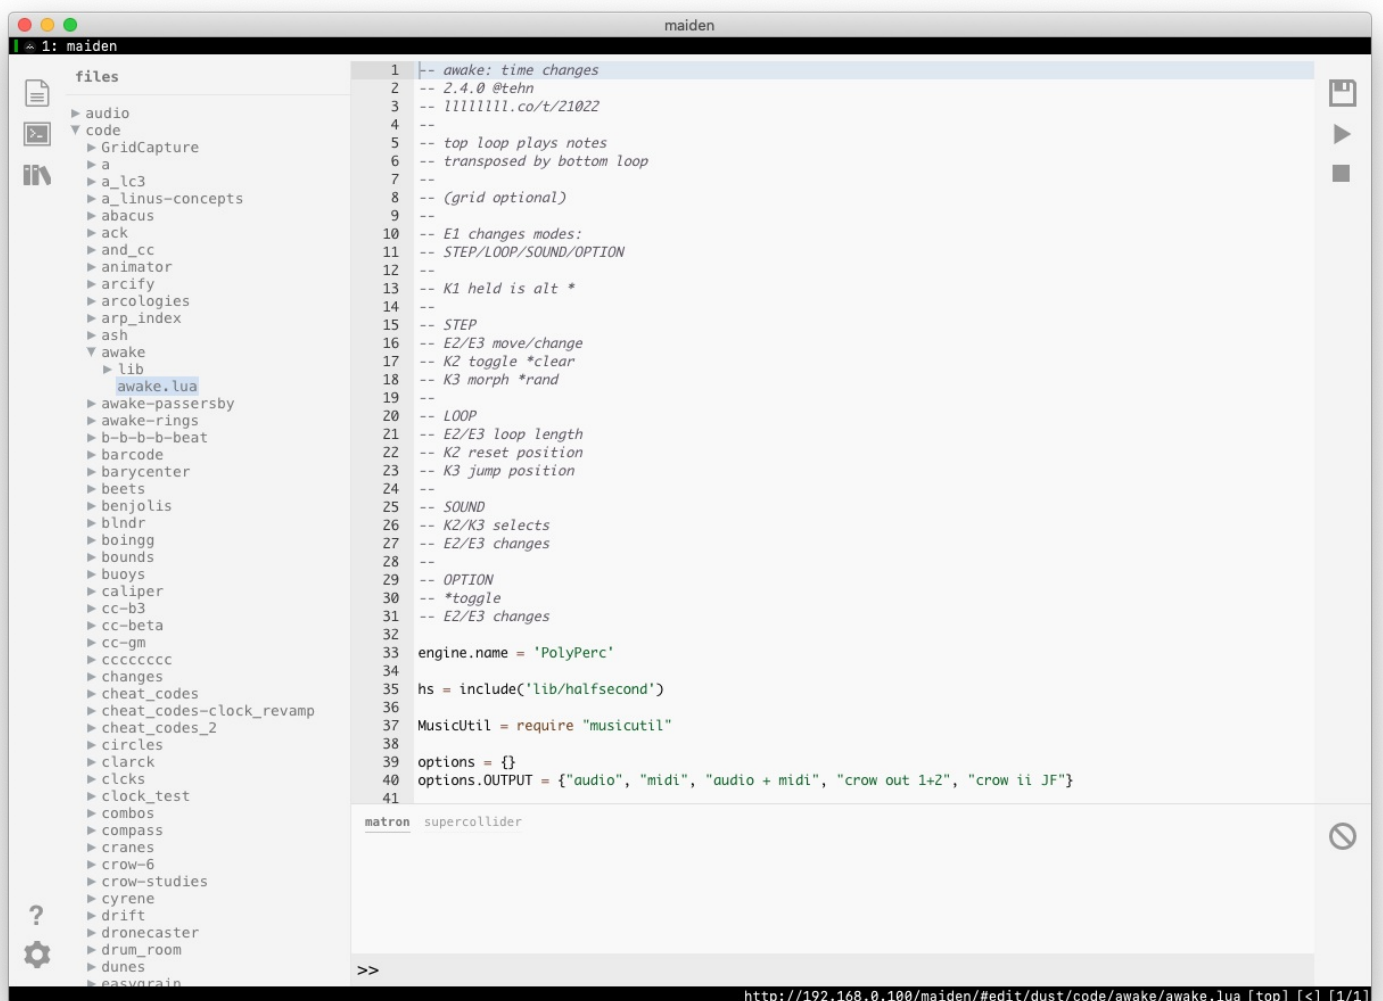 maiden
1: maiden
files
audio
code
GridCapture
a
a_lc3
a_linus-concepts
abacus
ack
and_cc
animator
arcify
arcologies
arp_index
ash
awake
lib
awake.lua
awake-passersby
awake-rings
b-b-b-b-beat
barcode
barycenter
beets
benjolis
blndr
boingg
bounds
buoys
caliper
cc-b3
cc-beta
cc-gm
cccccccc
changes
cheat_codes
cheat_codes-clock_revamp
cheat_codes_2
circles
clarck
clcks
clock_test
combos
compass
cranes
crow-6
crow-studies
cyrene
drift
dronecaster
drum_room
dunes
easygrain
?
1 -- awake: time changes
2 -- 2.4.0 @tehn
3 -- llllllll.co/t/21022
4 --
5 -- top loop plays notes
6 -- transposed by bottom loop
7 --
8 -- (grid optional)
9 --
10 -- E1 changes modes:
11 -- STEP/LOOP/SOUND/OPTION
12 --
13 -- K1 held is alt *
14 --
15 -- STEP
16 -- E2/E3 move/change
17 -- K2 toggle *clear
18 -- K3 morph *rand
19 --
20 -- LOOP
21 -- E2/E3 loop length
22 -- K2 reset position
23 -- K3 jump position
24 --
25 -- SOUND
26 -- K2/K3 selects
27 -- E2/E3 changes
28 --
29 -- OPTION
30 -- *toggle
31 -- E2/E3 changes
32
33 engine.name = 'PolyPerc'
34
35 hs = include('lib/halfsecond')
36
37 MusicUtil = require "musicutil"
38
39 options = {}
40 options.OUTPUT = {"audio", "midi", "audio + midi", "crow out 1+2", "crow ii JF"}
41
matron supercollider
>>
http://192.168.0.100/maiden/#edit/dust/code/awake/awake.lua [top] [<] [1/1]